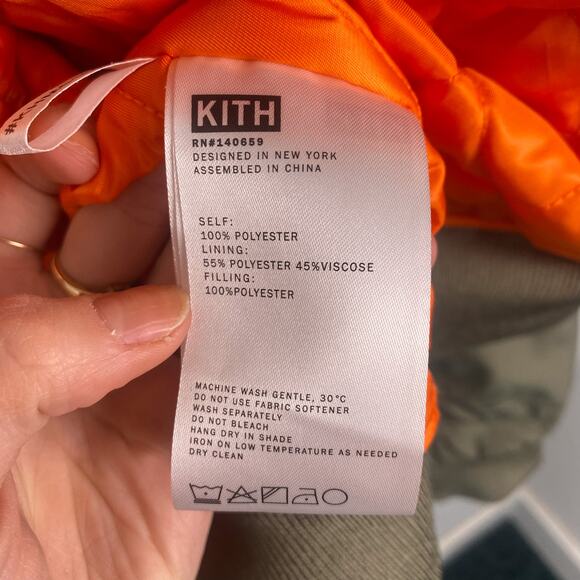 KITH
RN#140659
DESIGNED IN NEW YORK
ASSEMBLED IN CHINA
SELF:
100% POLYESTER
LINING:
55% POLYESTER 45%VISCOSE
FILLING:
100%POLYESTER
MACHINE WASH GENTLE, 30°C
DO NOT USE FABRIC SOFTENER
WASH SEPARATELY
DO NOT BLEACH
HANG DRY IN SHADE
IRON ON LOW TEMPERATURE AS NEEDED
DRY CLEAN